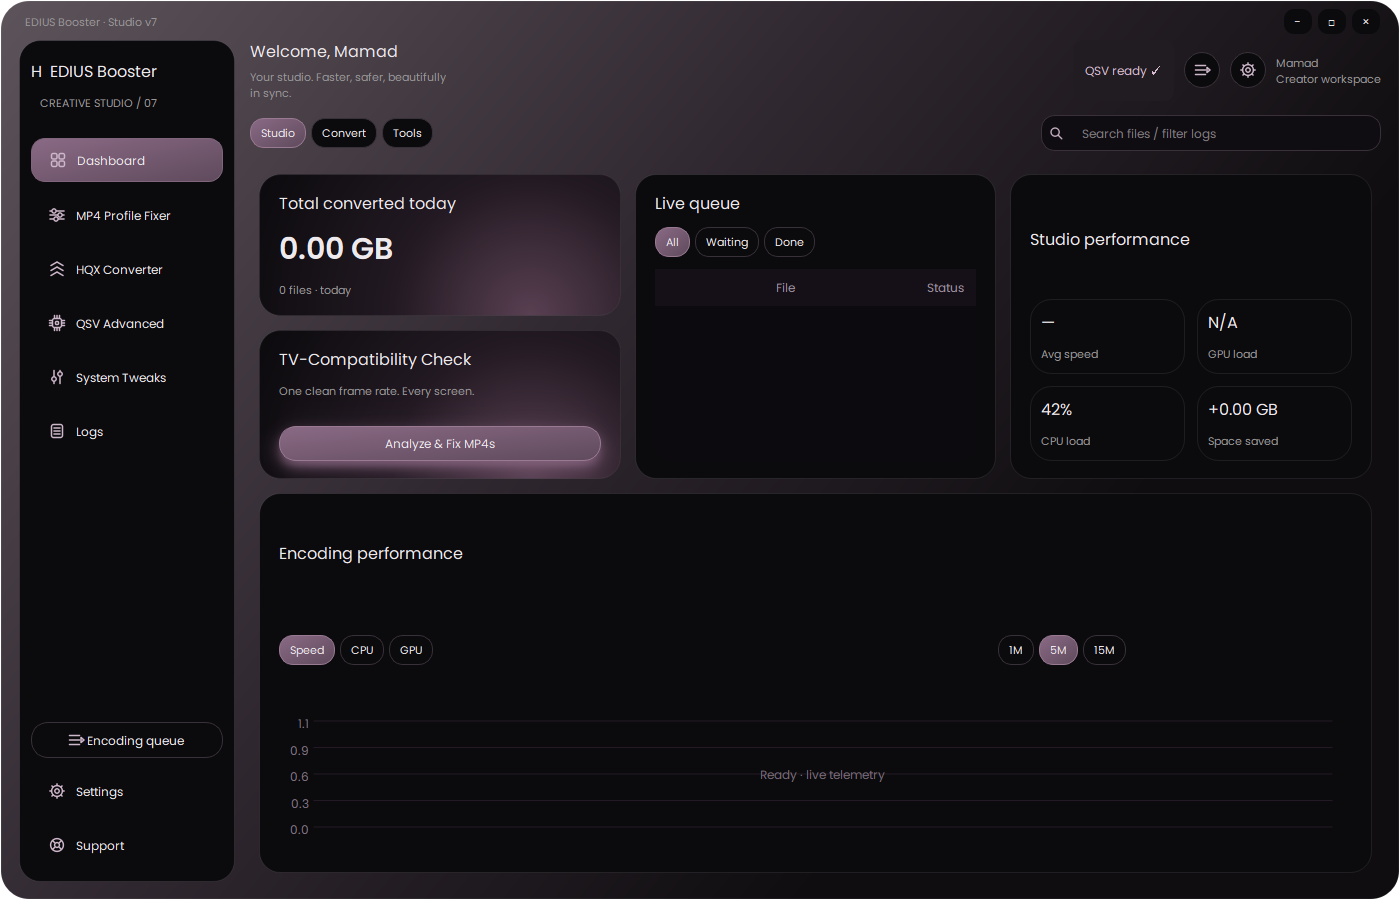 EDIUS Booster · Studio v7
H EDIUS Booster
CREATIVE STUDIO / 07
Dashboard
MP4 Profile Fixer
HQX Converter
QSV Advanced
System Tweaks
Logs
Encoding queue
Settings
Support
Welcome, Mamad
Your studio. Faster, safer, beautifully
in sync.
QSV ready ✓
Mamad
Creator workspace
Studio
Convert
Tools
Search files / filter logs
Total converted today
0.00 GB
0 files · today
TV-Compatibility Check
One clean frame rate. Every screen.
Analyze & Fix MP4s
Live queue
All
Waiting
Done
File
Status
Studio performance
—
Avg speed
N/A
GPU load
42%
CPU load
+0.00 GB
Space saved
Encoding performance
Speed
CPU
GPU
1M
5M
15M
1.1
0.9
0.6
0.3
0.0
Ready · live telemetry